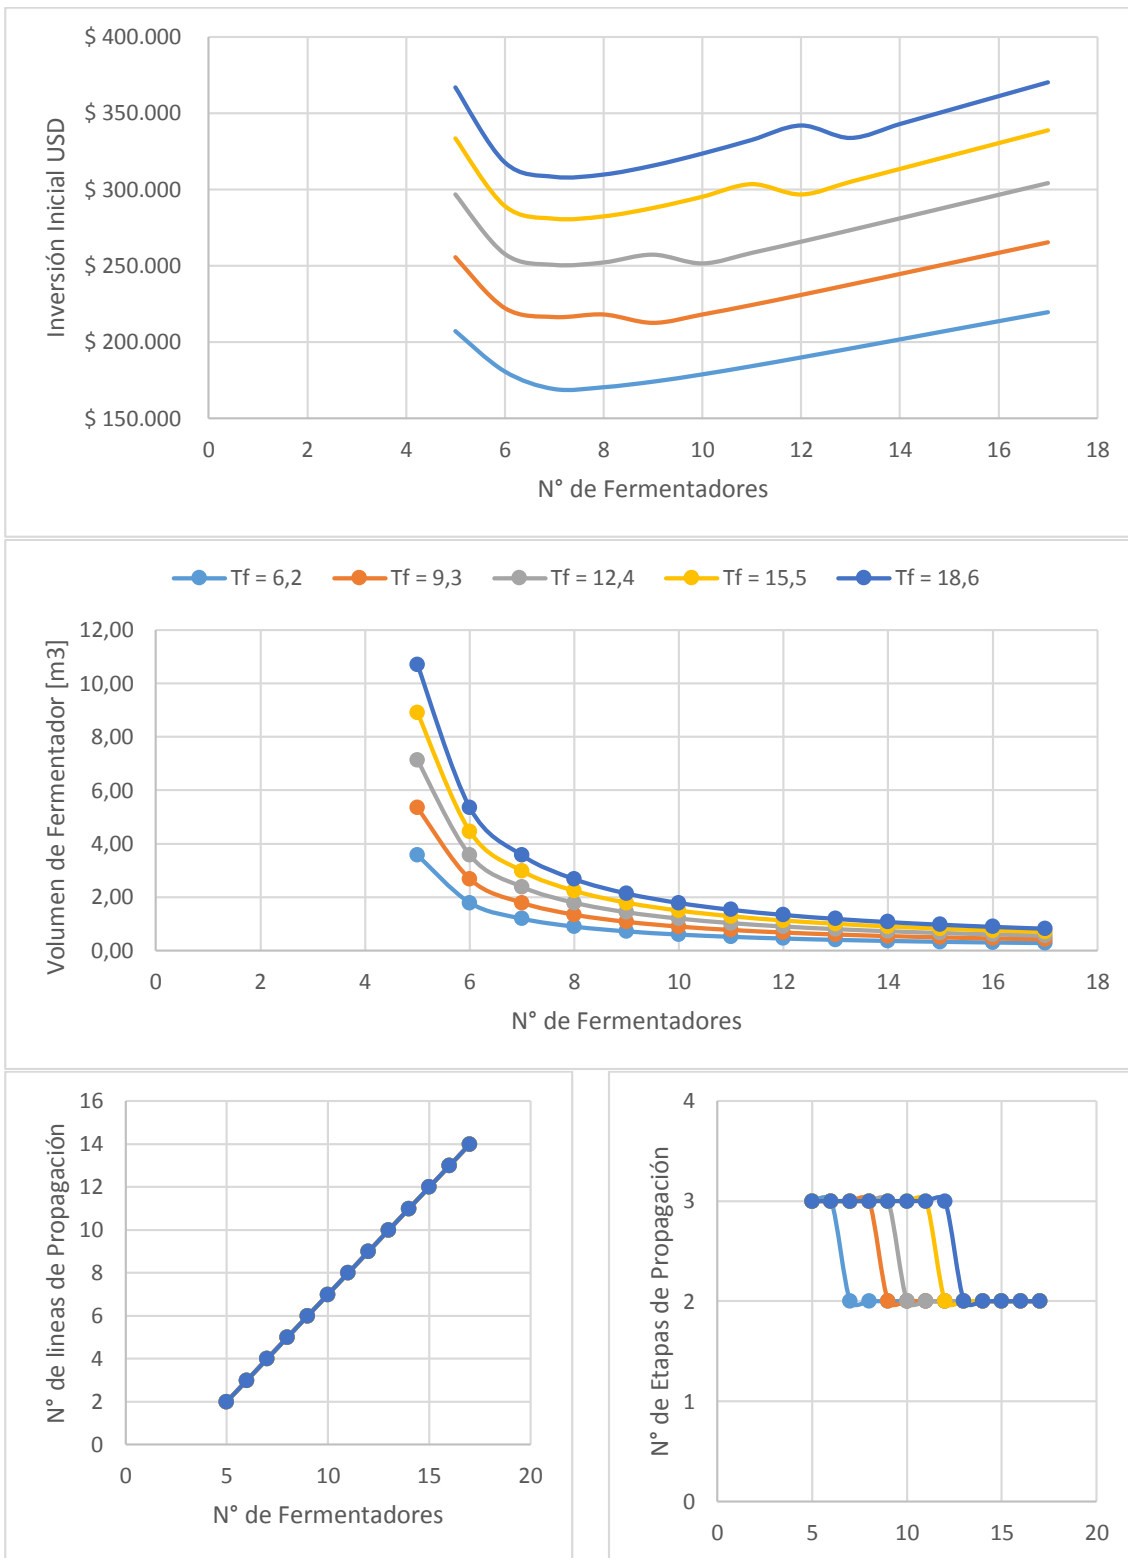 $ 400.000
$ 350.000
$ 300.000
$ 250.000
$ 200.000
$ 150.000
Inversión Inicial USD
0 2 4 6 8 10 12 14 16 18
N° de Fermentadores
Tf = 6,2 Tf = 9,3 Tf = 12,4 Tf = 15,5 Tf = 18,6
12,00
10,00
8,00
6,00
4,00
2,00
0,00
Volumen de Fermentador [m3]
0 2 4 6 8 10 12 14 16 18
N° de Fermentadores
16
14
12
10
8
6
4
2
0
N° de lineas de Propagación
0 5 10 15 20
N° de Fermentadores
4
3
2
1
0
N° de Etapas de Propagación
0 5 10 15 20